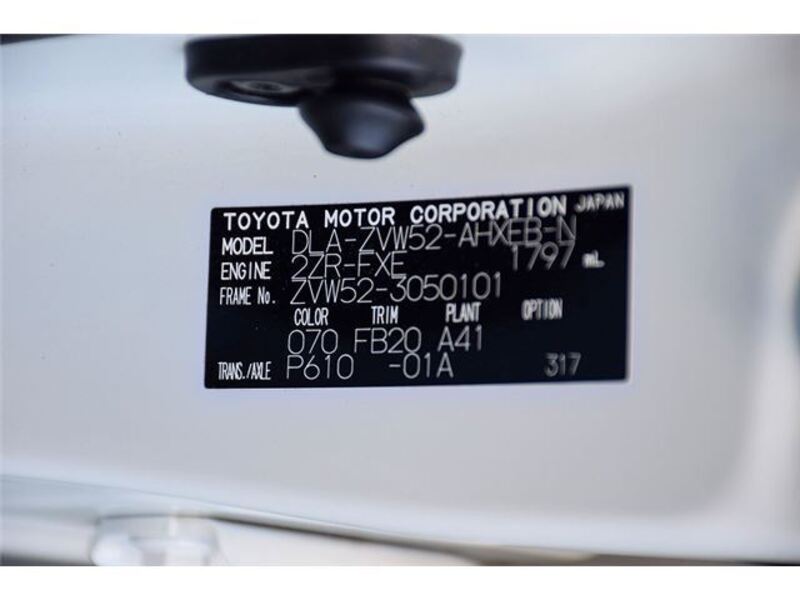 TOYOTA MOTOR CORPORATION JAPAN
MODEL DLA-ZVW52-AHXEB-N
ENGINE 2ZR-FXE 1797 mL
FRAME No. ZVW52-3050101
COLOR TRIM PLANT OPTION
070 FB20 A41
TRANS./AXLE P610 -01A 317